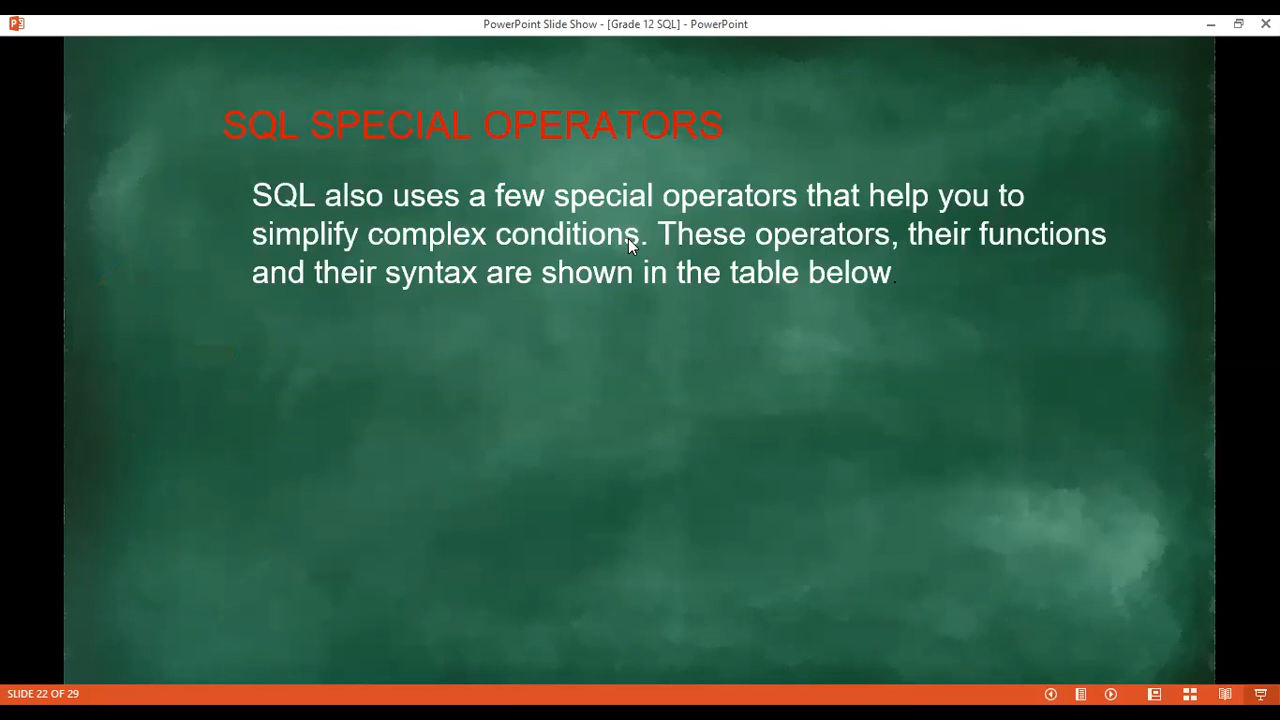 PowerPoint Slide Show - [Grade 12 SQL] - PowerPoint
SQL SPECIAL OPERATORS
SQL also uses a few special operators that help you to
simplify complex conditions. These operators, their functions
and their syntax are shown in the table below.
SLIDE 22 OF 29